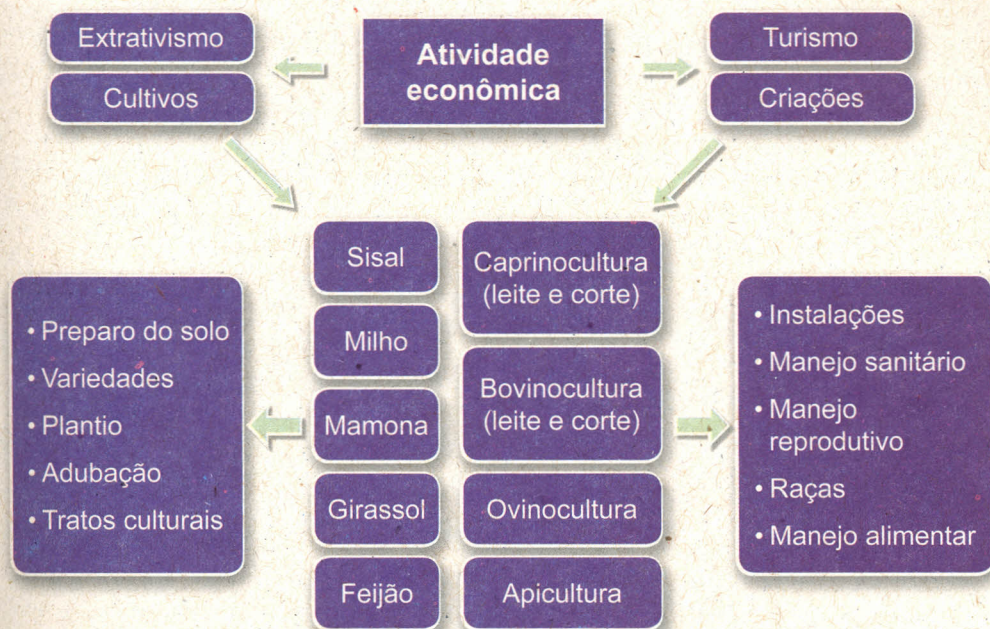 Extrativismo
Cultivos
Atividade
econômica
Turismo
Criações
Sisal
Milho
Mamona
Girassol
Feijão
Caprinocultura
(leite e corte)
Bovinocultura
(leite e corte)
Ovinocultura
Apicultura
• Preparo do solo
• Variedades
• Plantio
• Adubação
• Tratos culturais
• Instalações
• Manejo sanitário
• Manejo
reprodutivo
• Raças
• Manejo alimentar